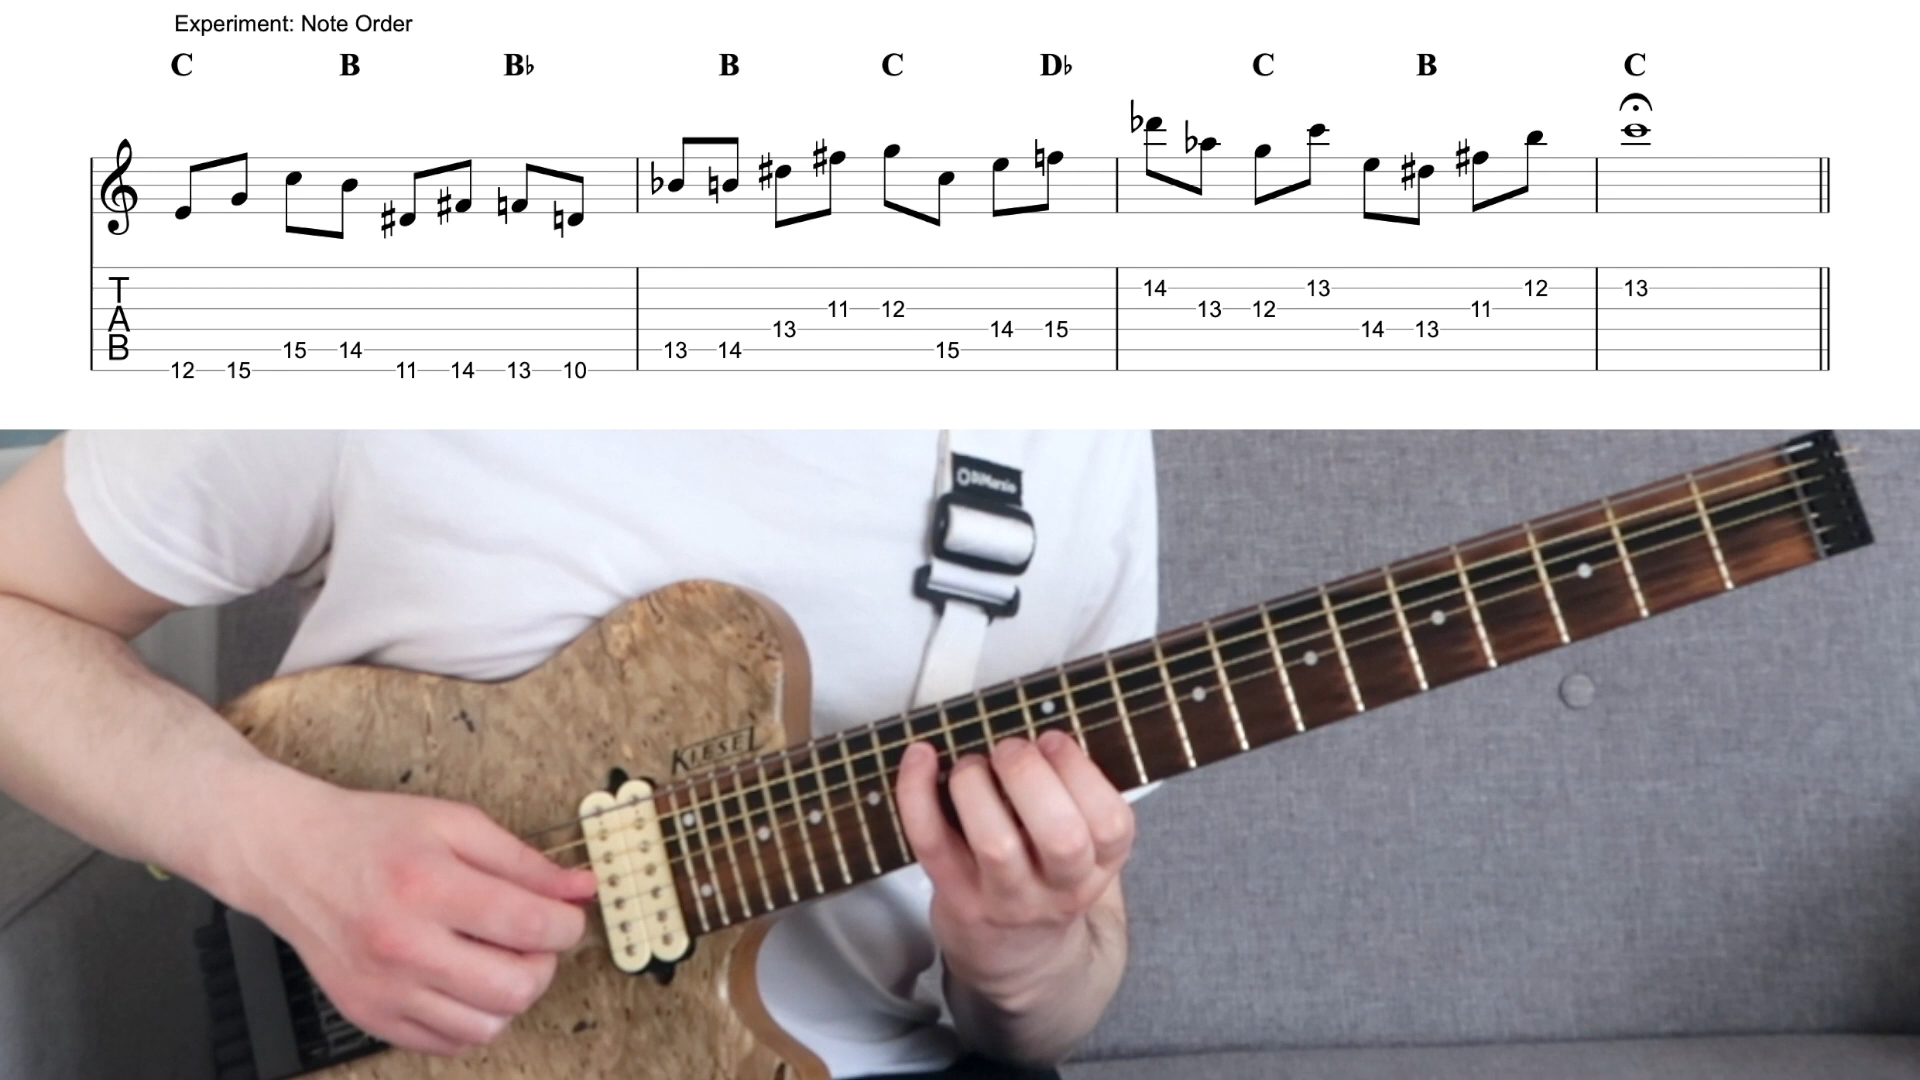 Experiment: Note Order
C B B♭ B C D♭ C B C
T
A
B
14 13 13
11 12 13 12 11 12
13 14 15 14 13
15 14 13 14 15
12 15 11 14 13 10
DiMarzio
KIESEL